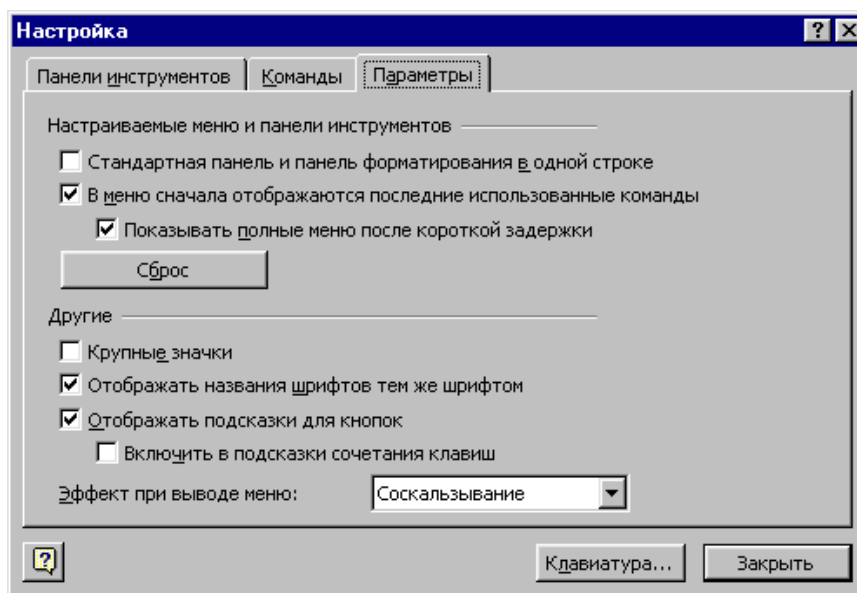 Настройка
Панели инструментов Команды Параметры
Настраиваемые меню и панели инструментов
Стандартная панель и панель форматирования в одной строке
В меню сначала отображаются последние использованные команды
Показывать полные меню после короткой задержки
Сброс
Другие
Крупные значки
Отображать названия шрифтов тем же шрифтом
Отображать подсказки для кнопок
Включить в подсказки сочетания клавиш
Эффект при выводе меню: Соскальзывание
Клавиатура... Закрыть